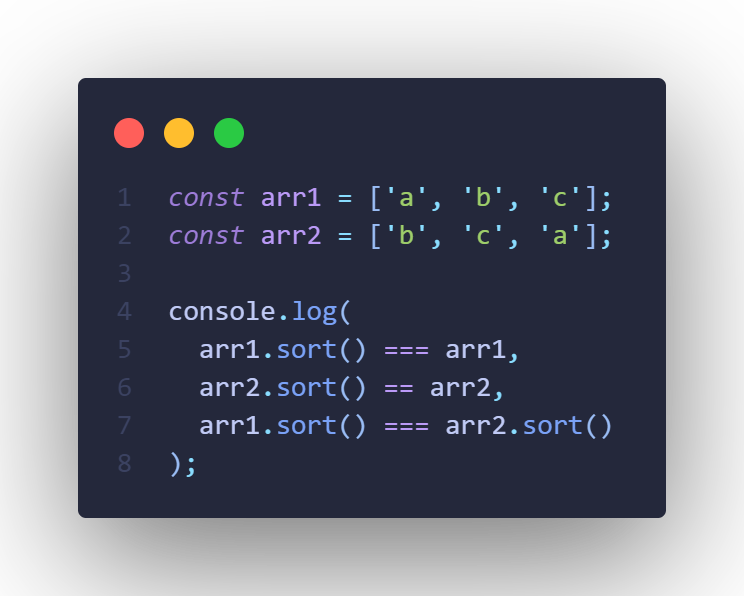 1 const arr1 = ['a', 'b', 'c'];
2 const arr2 = ['b', 'c', 'a'];
3
4 console.log(
5   arr1.sort() === arr1,
6   arr2.sort() == arr2,
7   arr1.sort() === arr2.sort()
8 );